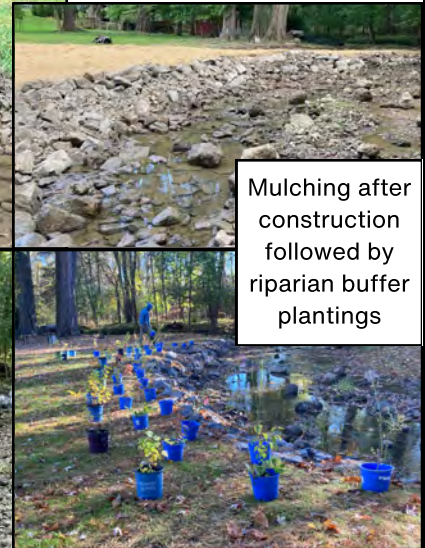 Mulching after
construction
followed by
riparian buffer
plantings